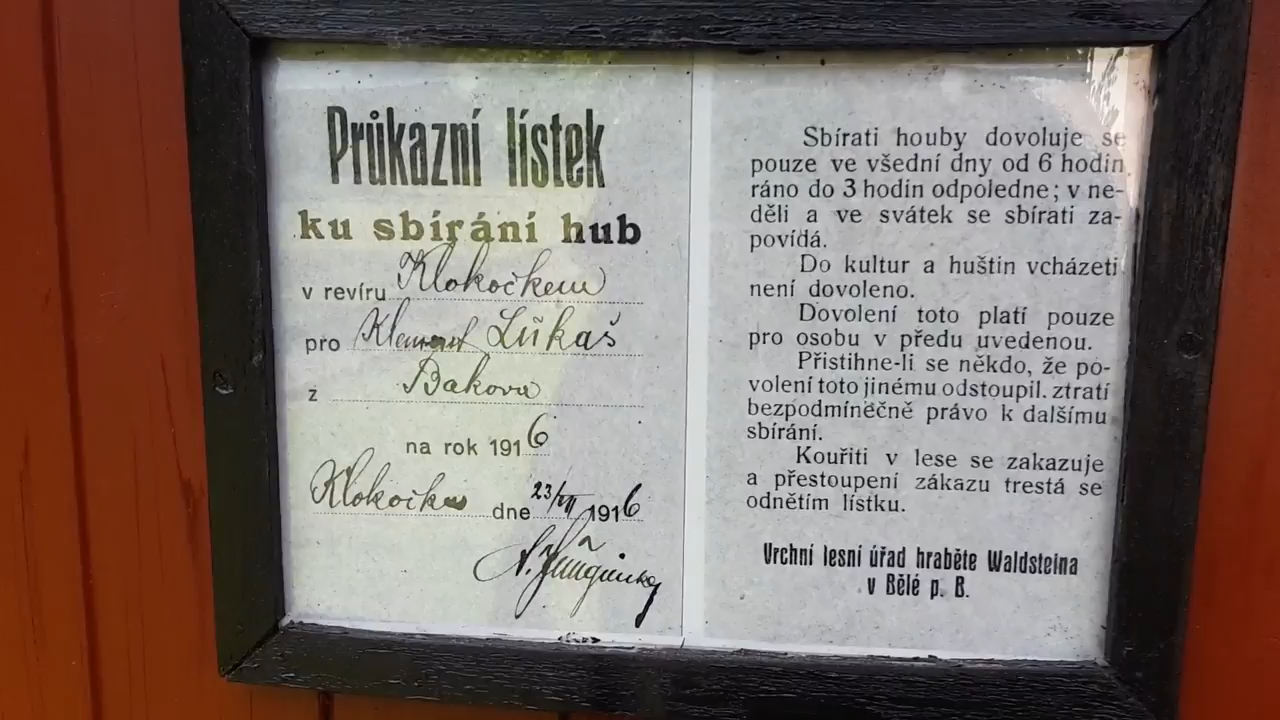 Průkazní lístek
ku sbírání hub
v revíru Klokočkem
pro Lukaš
z Bakova
na rok 1916
Klokočka dne 23/VII 1916
Sbírati houby dovoluje se
pouze ve všední dny od 6 hodin
ráno do 3 hodin odpoledne; v ne-
děli a ve svátek se sbírati za-
povídá.
Do kultur a huštin vcházeti
není dovoleno.
Dovolení toto platí pouze
pro osobu v předu uvedenou.
Přistihne-li se někdo, že po-
volení toto jinému odstoupil. ztratí
bezpodmínečně právo k dalšímu
sbírání.
Kouřiti v lese se zakazuje
a přestoupení zákazu trestá se
odnětím lístku.
Vrchní lesní úřad hraběte Waldsteina
v Bělé p. B.